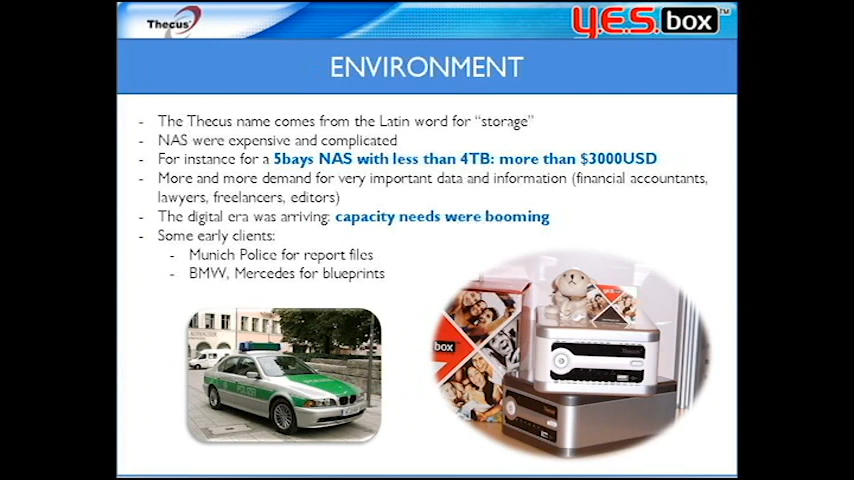 Thecus
Y.E.S.box™
ENVIRONMENT
- The Thecus name comes from the Latin word for “storage”
- NAS were expensive and complicated
- For instance for a 5bays NAS with less than 4TB: more than $3000USD
- More and more demand for very important data and information (financial accountants,
lawyers, freelancers, editors)
- The digital era was arriving: capacity needs were booming
- Some early clients:
- Munich Police for report files
- BMW, Mercedes for blueprints
POLIZEI
box
Thecus